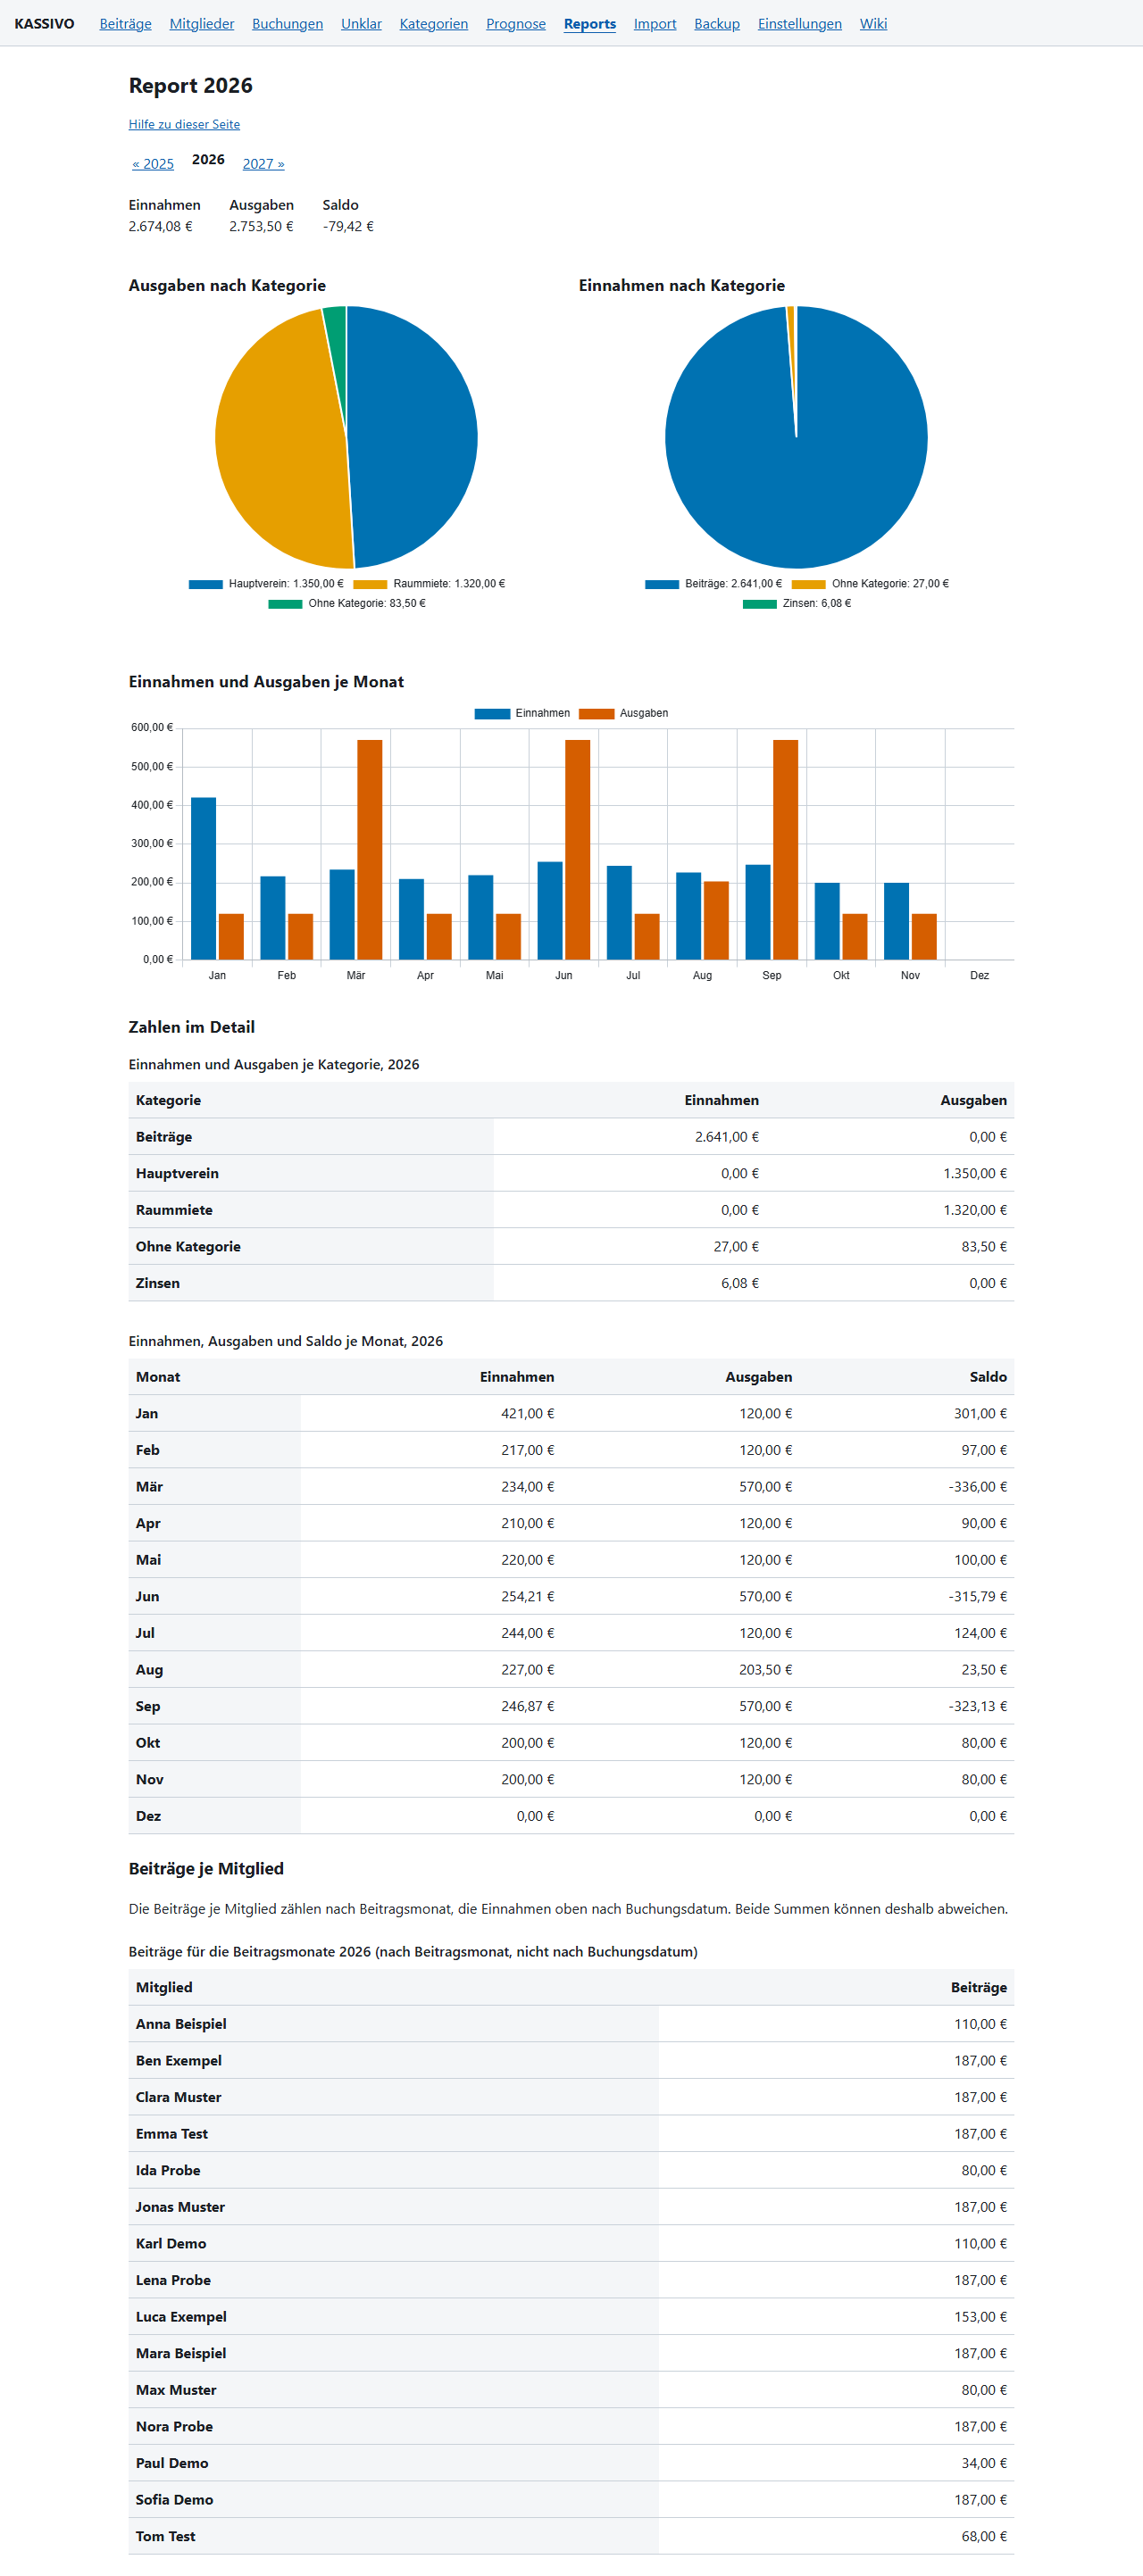 KASSIVO Beiträge Mitglieder Buchungen Unklar Kategorien Prognose Reports Import Backup Einstellungen Wiki
Report 2026
Hilfe zu dieser Seite
« 2025 2026 2027 »
Einnahmen Ausgaben Saldo
2.674,08 € 2.753,50 € -79,42 €
Ausgaben nach Kategorie
Hauptverein: 1.350,00 € Raummiete: 1.320,00 €
Ohne Kategorie: 83,50 €
Einnahmen nach Kategorie
Beiträge: 2.641,00 € Ohne Kategorie: 27,00 €
Zinsen: 6,08 €
Einnahmen und Ausgaben je Monat
Einnahmen Ausgaben
600,00 €
500,00 €
400,00 €
300,00 €
200,00 €
100,00 €
0,00 €
Jan Feb Mär Apr Mai Jun Jul Aug Sep Okt Nov Dez
Zahlen im Detail
Einnahmen und Ausgaben je Kategorie, 2026
Kategorie Einnahmen Ausgaben
Beiträge 2.641,00 € 0,00 €
Hauptverein 0,00 € 1.350,00 €
Raummiete 0,00 € 1.320,00 €
Ohne Kategorie 27,00 € 83,50 €
Zinsen 6,08 € 0,00 €
Einnahmen, Ausgaben und Saldo je Monat, 2026
Monat Einnahmen Ausgaben Saldo
Jan 421,00 € 120,00 € 301,00 €
Feb 217,00 € 120,00 € 97,00 €
Mär 234,00 € 570,00 € -336,00 €
Apr 210,00 € 120,00 € 90,00 €
Mai 220,00 € 120,00 € 100,00 €
Jun 254,21 € 570,00 € -315,79 €
Jul 244,00 € 120,00 € 124,00 €
Aug 227,00 € 203,50 € 23,50 €
Sep 246,87 € 570,00 € -323,13 €
Okt 200,00 € 120,00 € 80,00 €
Nov 200,00 € 120,00 € 80,00 €
Dez 0,00 € 0,00 € 0,00 €
Beiträge je Mitglied
Die Beiträge je Mitglied zählen nach Beitragsmonat, die Einnahmen oben nach Buchungsdatum. Beide Summen können deshalb abweichen.
Beiträge für die Beitragsmonate 2026 (nach Beitragsmonat, nicht nach Buchungsdatum)
Mitglied Beiträge
Anna Beispiel 110,00 €
Ben Exempel 187,00 €
Clara Muster 187,00 €
Emma Test 187,00 €
Ida Probe 80,00 €
Jonas Muster 187,00 €
Karl Demo 110,00 €
Lena Probe 187,00 €
Luca Exempel 153,00 €
Mara Beispiel 187,00 €
Max Muster 80,00 €
Nora Probe 187,00 €
Paul Demo 34,00 €
Sofia Demo 187,00 €
Tom Test 68,00 €